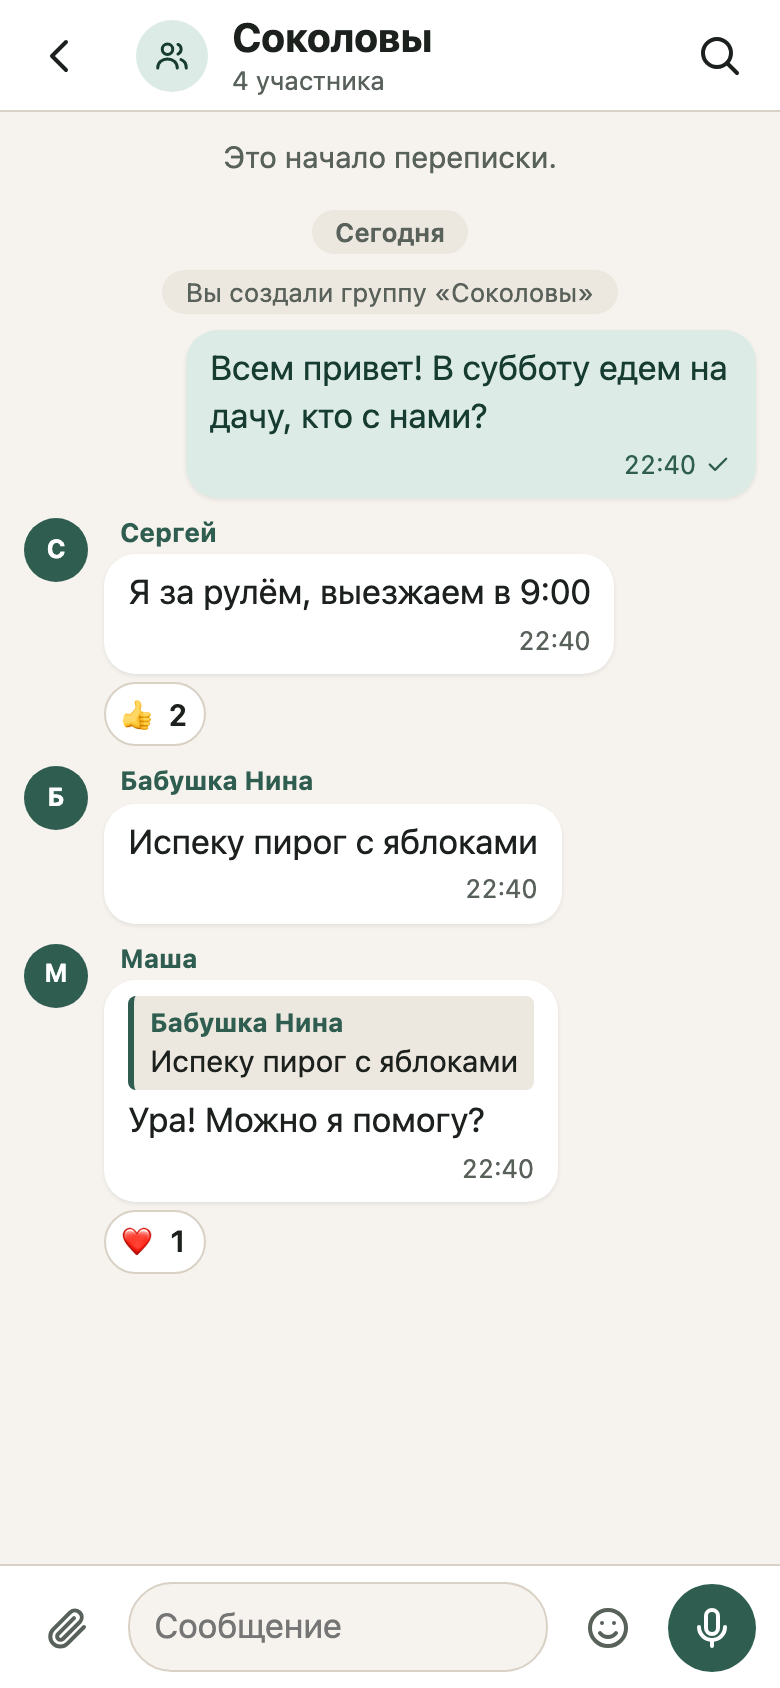 Соколовы
4 участника
Это начало переписки.
Сегодня
Вы создали группу «Соколовы»
Всем привет! В субботу едем на
дачу, кто с нами?
22:40
С
Сергей
Я за рулём, выезжаем в 9:00
22:40
👍 2
Б
Бабушка Нина
Испеку пирог с яблоками
22:40
М
Маша
Бабушка Нина
Испеку пирог с яблоками
Ура! Можно я помогу?
22:40
❤️ 1
Сообщение